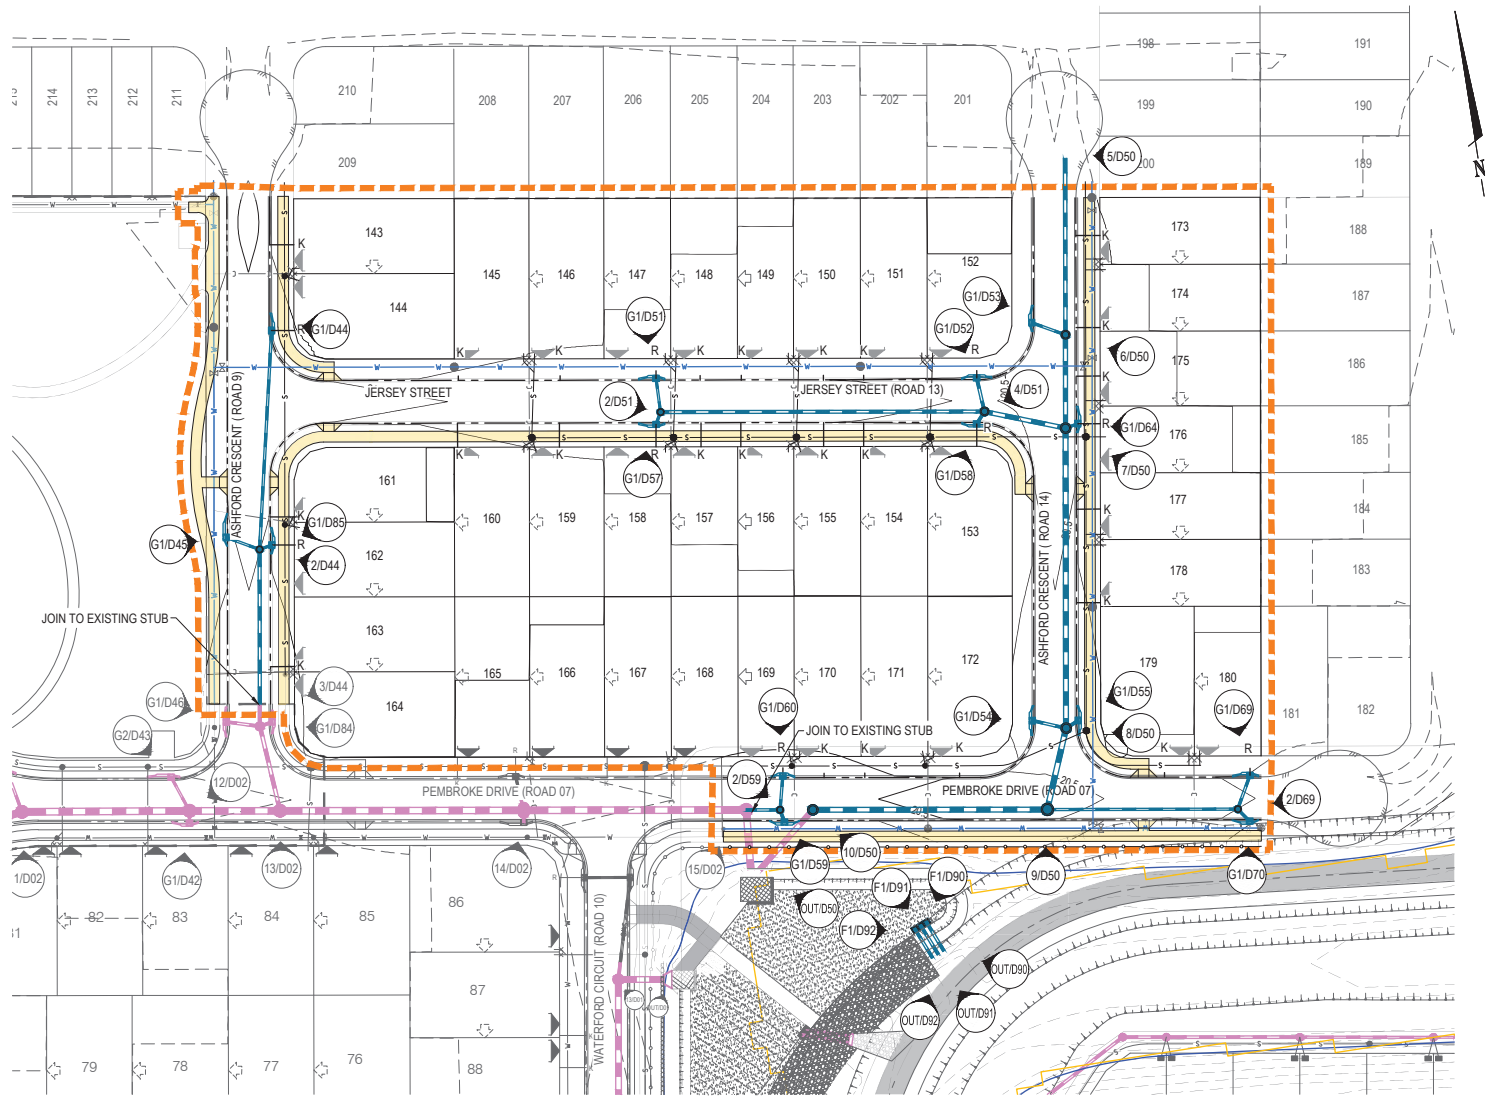 198
191
210
214
213
212
211
208
207
206
205
204
203
202
201
199
190
5/D50
200
189
209
N
143
173
188
K
K
145
146
147
148
149
150
151
152
174
187
144
G1/D44
R
G1/D51
G1/D53
G1/D52
K
6/D50
175
186
K
K
K
R
K
K
K
K
R
K
JERSEY STREET
JERSEY STREET (ROAD 13)
2/D51
4/D51
R
R
G1/D64
176
185
ASHFORD CRESCENT (ROAD 9)
161
K
K
K
R
K
K
K
K
G1/D57
G1/D58
7/D50
K
177
184
160
159
158
157
156
155
154
153
K
G1/D85
K
G1/D45
R
162
2/D44
178
183
K
JOIN TO EXISTING STUB
163
ASHFORD CRESCENT ( ROAD 14)
K
165
166
167
168
169
170
171
172
179
180
3/D44
G1/D46
164
G1/D55
G1/D60
G1/D54
G1/D69
181
182
G2/D43
G1/D84
JOIN TO EXISTING STUB
8/D50
R
R
K
K
K
K
R
12/D02
2/D59
PEMBROKE DRIVE (ROAD 07)
PEMBROKE DRIVE (ROAD 07)
20.5
2/D69
1/D02
G1/D42
13/D02
14/D02
15/D02
G1/D59
10/D50
9/D50
G1/D70
F1/D91
F1/D90
OUT/D50
F1/D92
82
83
84
85
86
WATERFORD CIRCUIT (ROAD 10)
87
OUT/D90
OUT/D92
OUT/D91
79
78
77
76
88